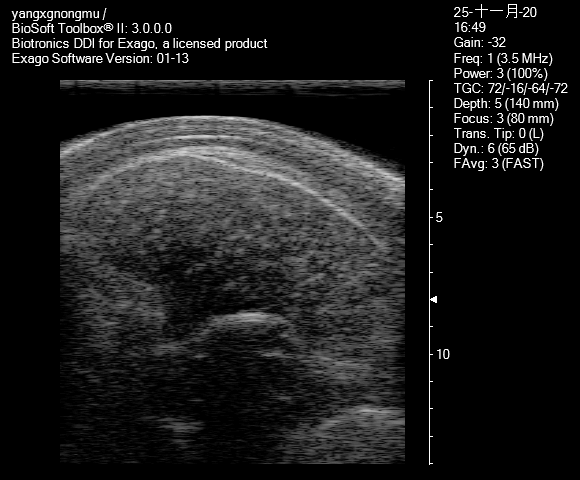 yangxgnongmu /
BioSoft Toolbox® II: 3.0.0.0
Biotronics DDI for Exago, a licensed product
Exago Software Version: 01-13
25-十一月-20
16:49
Gain: -32
Freq: 1 (3.5 MHz)
Power: 3 (100%)
TGC: 72/-16/-64/-72
Depth: 5 (140 mm)
Focus: 3 (80 mm)
Trans. Tip: 0 (L)
Dyn.: 6 (65 dB)
FAvg: 3 (FAST)
5
10